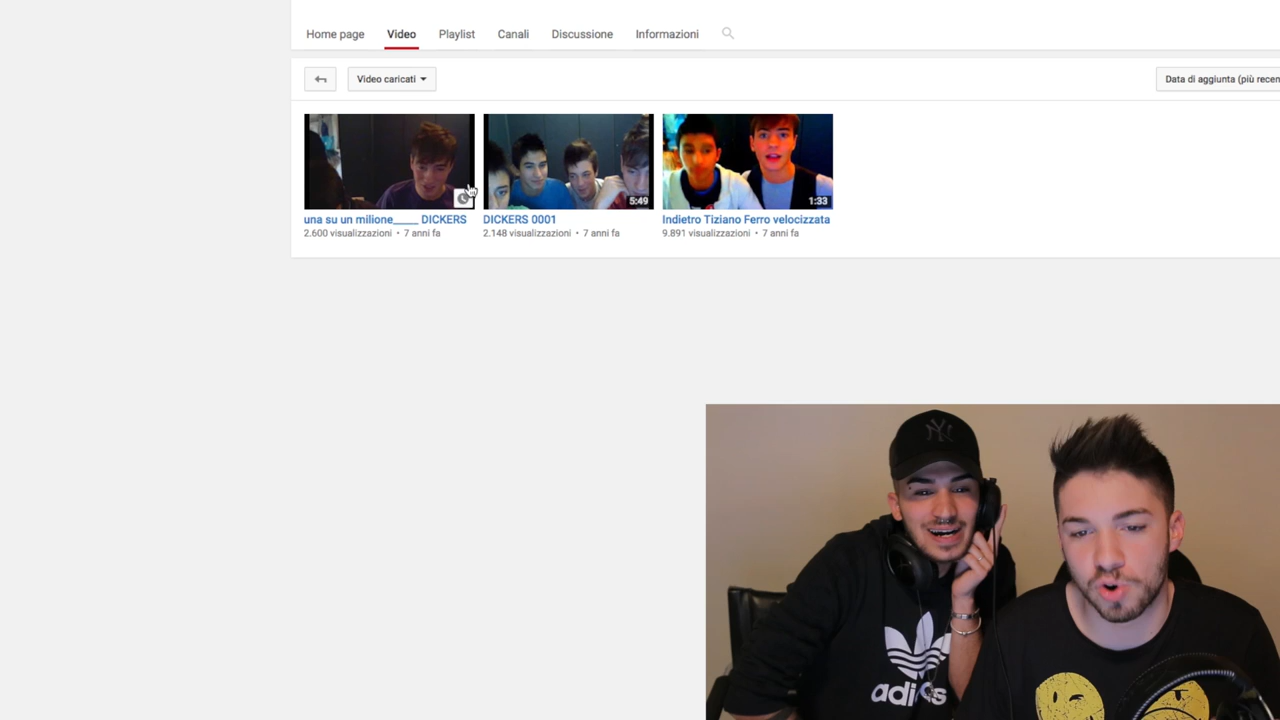 Home page Video Playlist Canali Discussione Informazioni
Video caricati
Data di aggiunta (più recen
5:49
1:33
una su un milione_____ DICKERS
DICKERS 0001
Indietro Tiziano Ferro velocizzata
2.600 visualizzazioni • 7 anni fa
2.148 visualizzazioni • 7 anni fa
9.891 visualizzazioni • 7 anni fa
NY
adidas